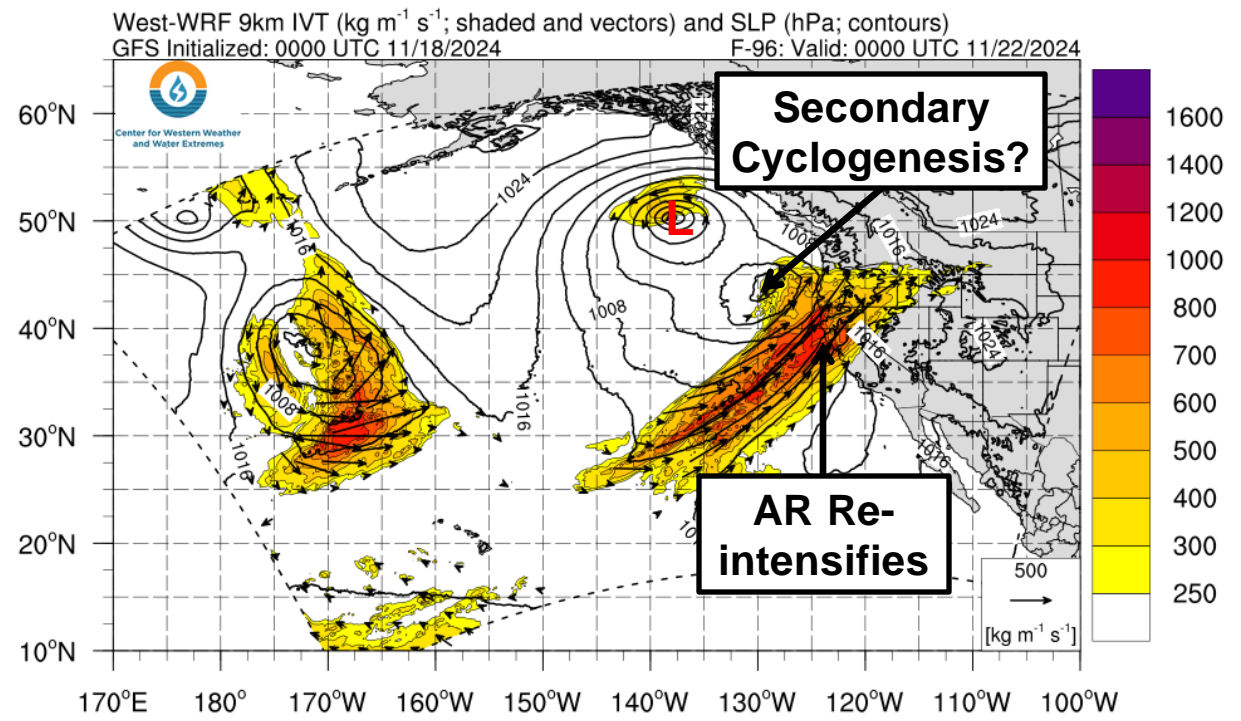 West-WRF 9km IVT (kg m⁻¹ s⁻¹; shaded and vectors) and SLP (hPa; contours)
GFS Initialized: 0000 UTC 11/18/2024
F-96: Valid: 0000 UTC 11/22/2024
Center for Western Weather
and Water Extremes
Secondary
Cyclogenesis?
60°N
50°N
40°N
30°N
20°N
10°N
1024
1016
L
1008
1016
1024
1008
1008
1016
1016
1016
1024
1016
AR Re-
intensifies
500
[kg m⁻¹ s⁻¹]
1600
1400
1200
1000
800
700
600
500
400
300
250
170°E
180°
170°W
160°W
150°W
140°W
130°W
120°W
110°W
100°W